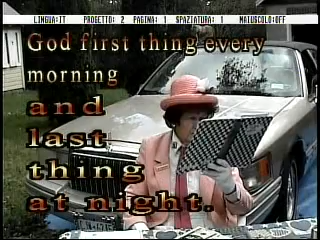 LINGUA:TT PROGETTO: 2 PAGINA: 1 SPAZIATURA: 1 MAIUSCOLO:OFF
God first thing every
morning
and
last
thing
at night.